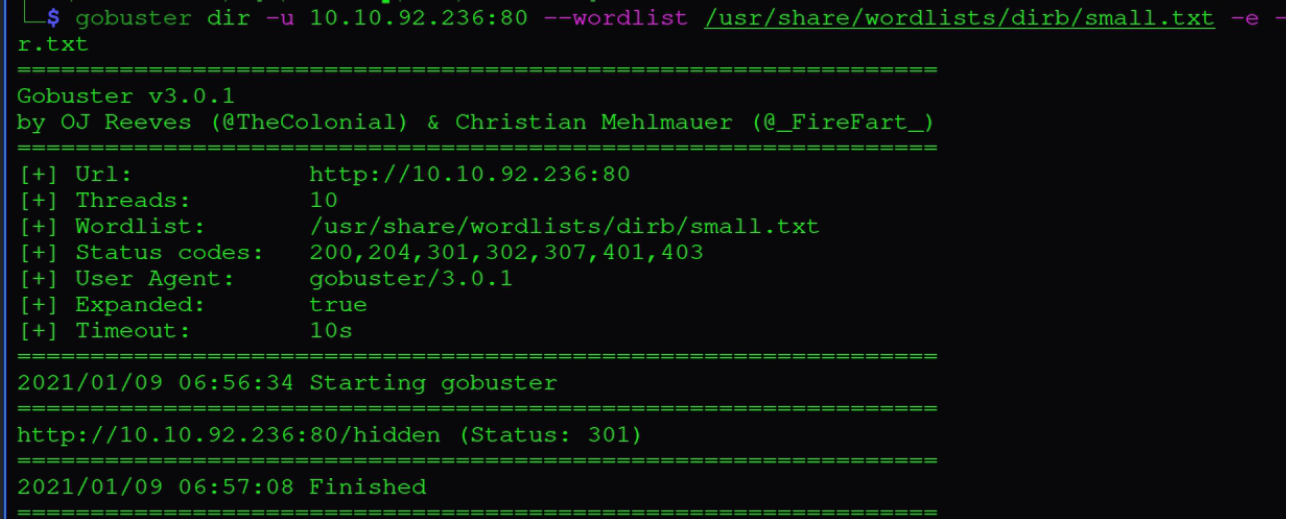 └─$ gobuster dir -u 10.10.92.236:80 --wordlist /usr/share/wordlists/dirb/small.txt -e -
r.txt
===============================================================
Gobuster v3.0.1
by OJ Reeves (@TheColonial) & Christian Mehlmauer (@_FireFart_)
===============================================================
[+] Url:            http://10.10.92.236:80
[+] Threads:        10
[+] Wordlist:       /usr/share/wordlists/dirb/small.txt
[+] Status codes:   200,204,301,302,307,401,403
[+] User Agent:     gobuster/3.0.1
[+] Expanded:       true
[+] Timeout:        10s
===============================================================
2021/01/09 06:56:34 Starting gobuster
===============================================================
http://10.10.92.236:80/hidden (Status: 301)
===============================================================
2021/01/09 06:57:08 Finished
===============================================================